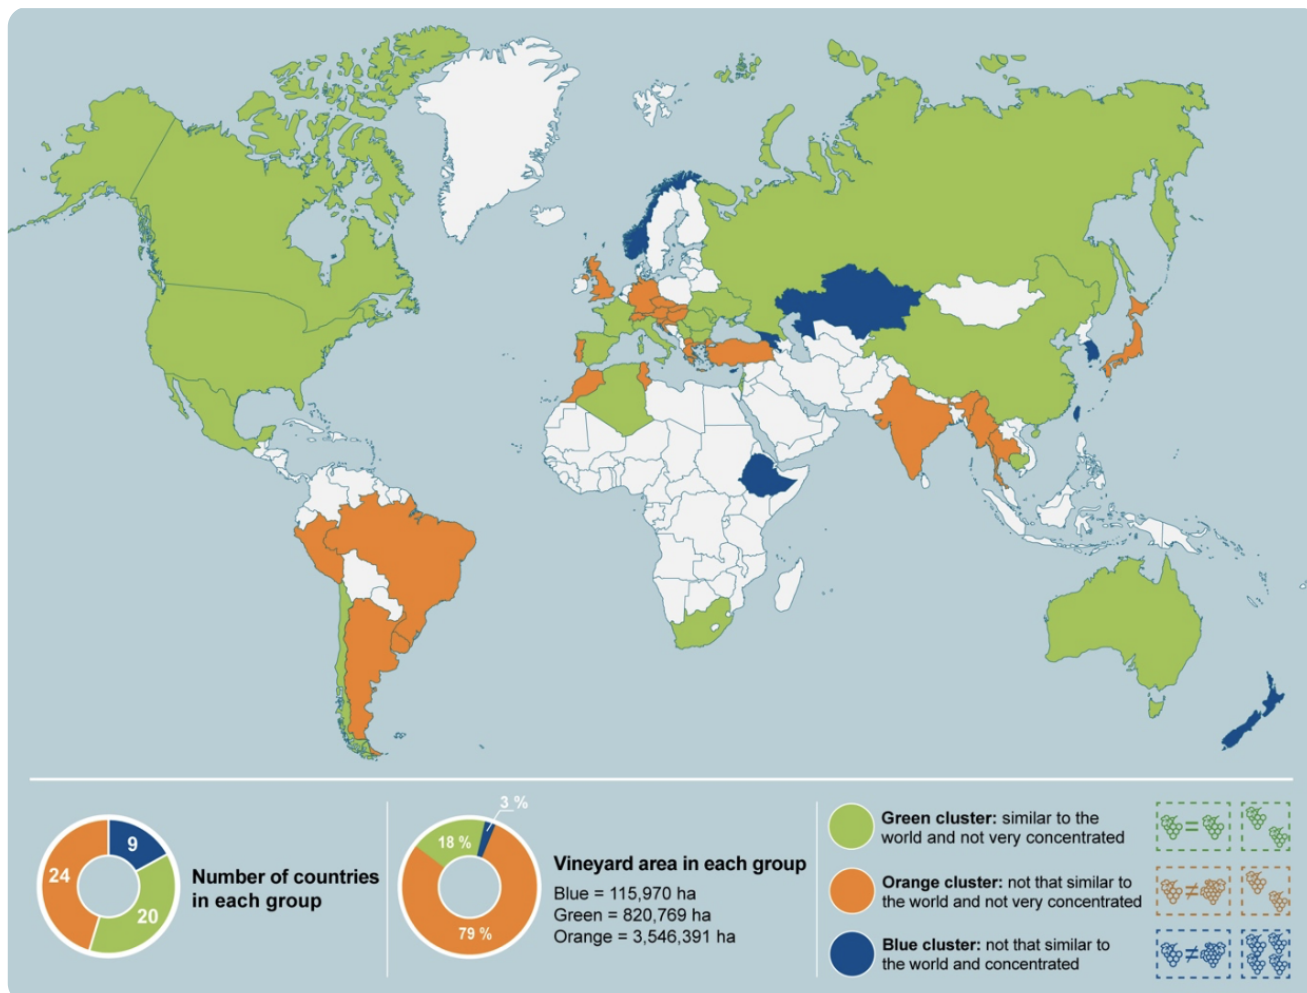 9
24
20
Number of countries
in each group
3 %
18 %
79 %
Vineyard area in each group
Blue = 115,970 ha
Green = 820,769 ha
Orange = 3,546,391 ha
Green cluster: similar to the
world and not very concentrated
=
Orange cluster: not that similar to
the world and not very concentrated
≠
Blue cluster: not that similar to
the world and concentrated
≠